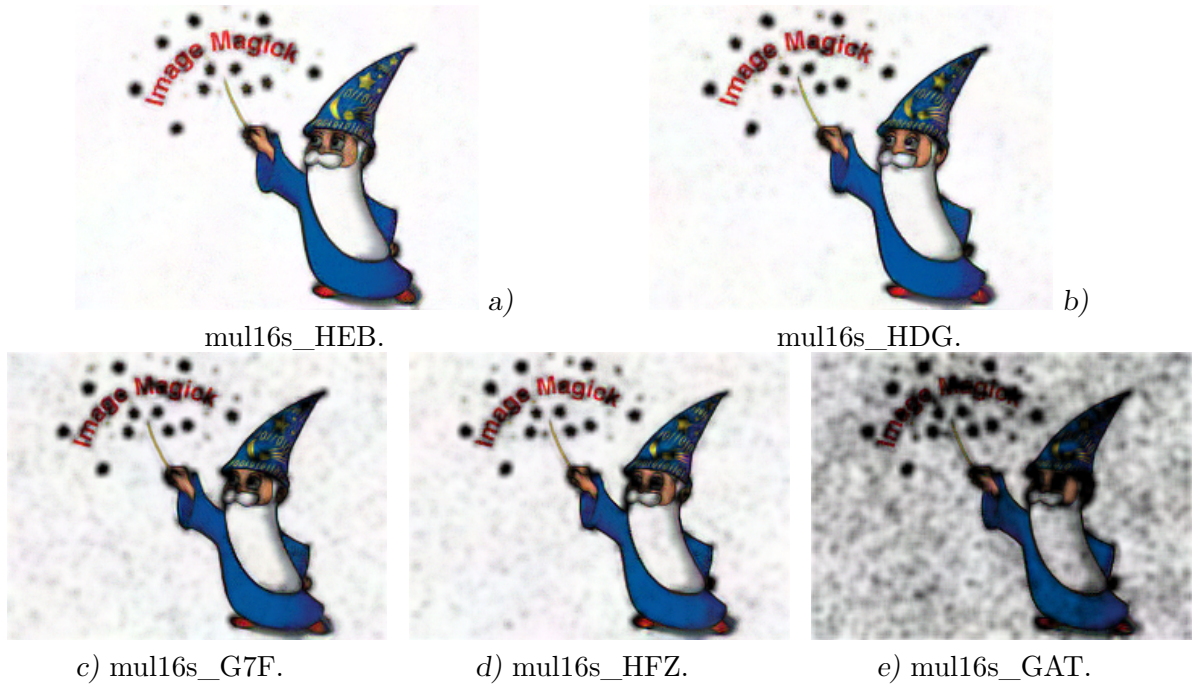 Image Magick
Image Magick
a)
b)
mul16s_HEB.
mul16s_HDG.
Image Magick
Image Magick
Image Magick
c) mul16s_G7F.
d) mul16s_HFZ.
e) mul16s_GAT.